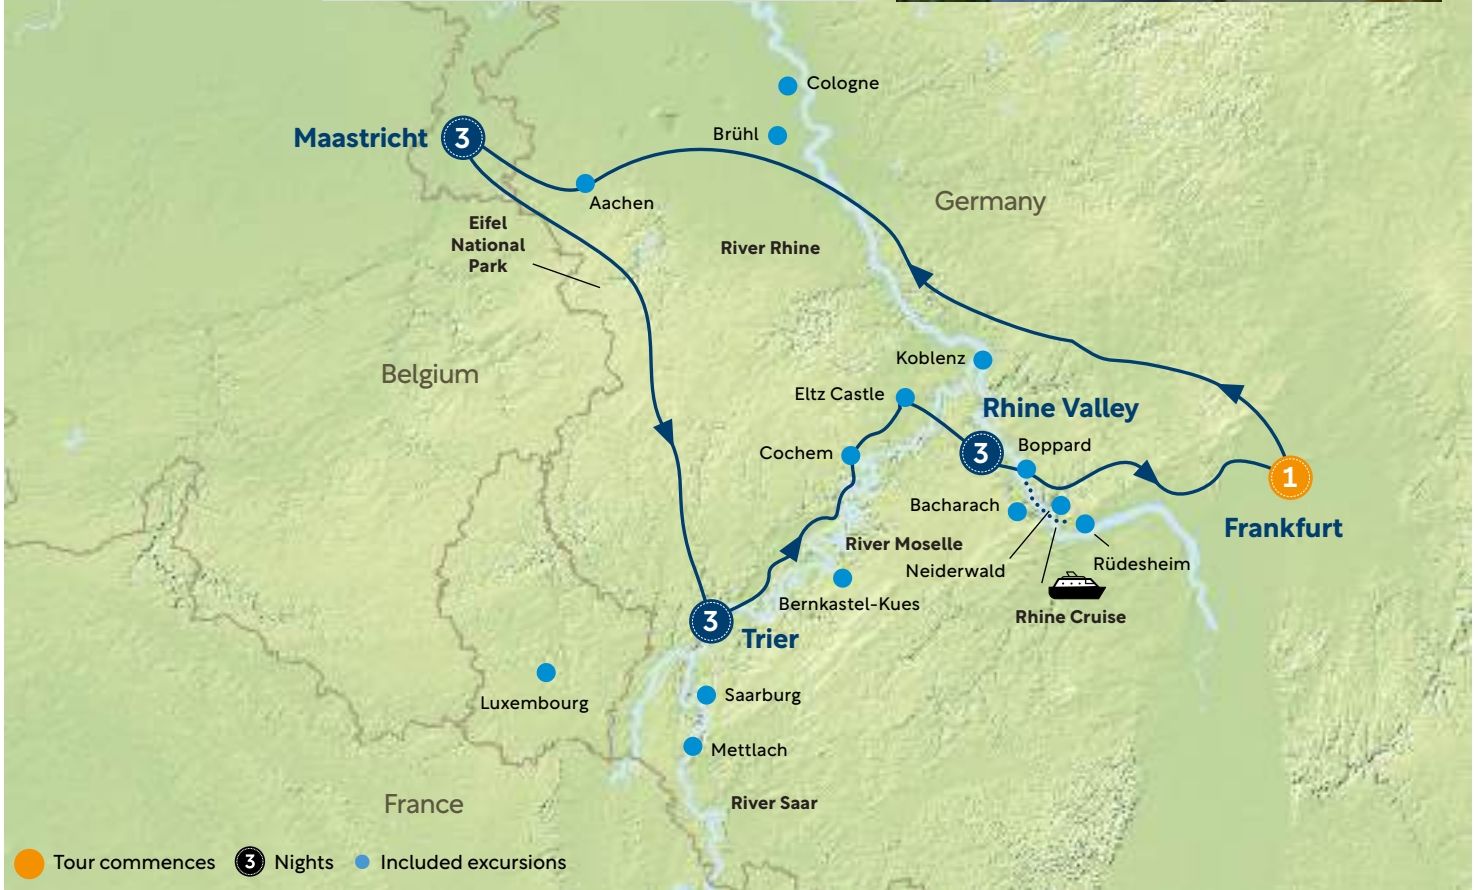 Cologne
Brühl
Maastricht
3
Aachen
Germany
Eifel
National
Park
River Rhine
Belgium
Koblenz
Eltz Castle
Rhine Valley
Cochem
3
Boppard
1
Frankfurt
Bacharach
River Moselle
Neiderwald
Rüdesheim
Bernkastel-Kues
Rhine Cruise
3
Trier
Luxembourg
Saarburg
Mettlach
River Saar
France
Tour commences
3
Nights
Included excursions